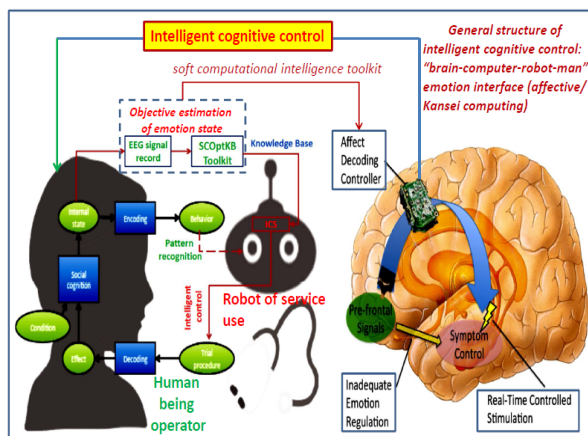 Intelligent cognitive control
General structure of
intelligent cognitive control:
“brain-computer-robot-man”
emotion interface (affective/
Kansei computing)
soft computational intelligence toolkit
Objective estimation
of emotion state
EEG signal
record
SCOptKB
Toolkit
Knowledge Base
Affect
Decoding
Controller
Internal
state
Encoding
Behavior
Pattern
recognition
ICS
Social
cognition
Condition
Effect
Decoding
Trial
procedure
Intelligent
control
Robot of service
use
Human
being
operator
Pre-frontal
Signals
Symptom
Control
Inadequate
Emotion
Regulation
Real-Time Controlled
Stimulation